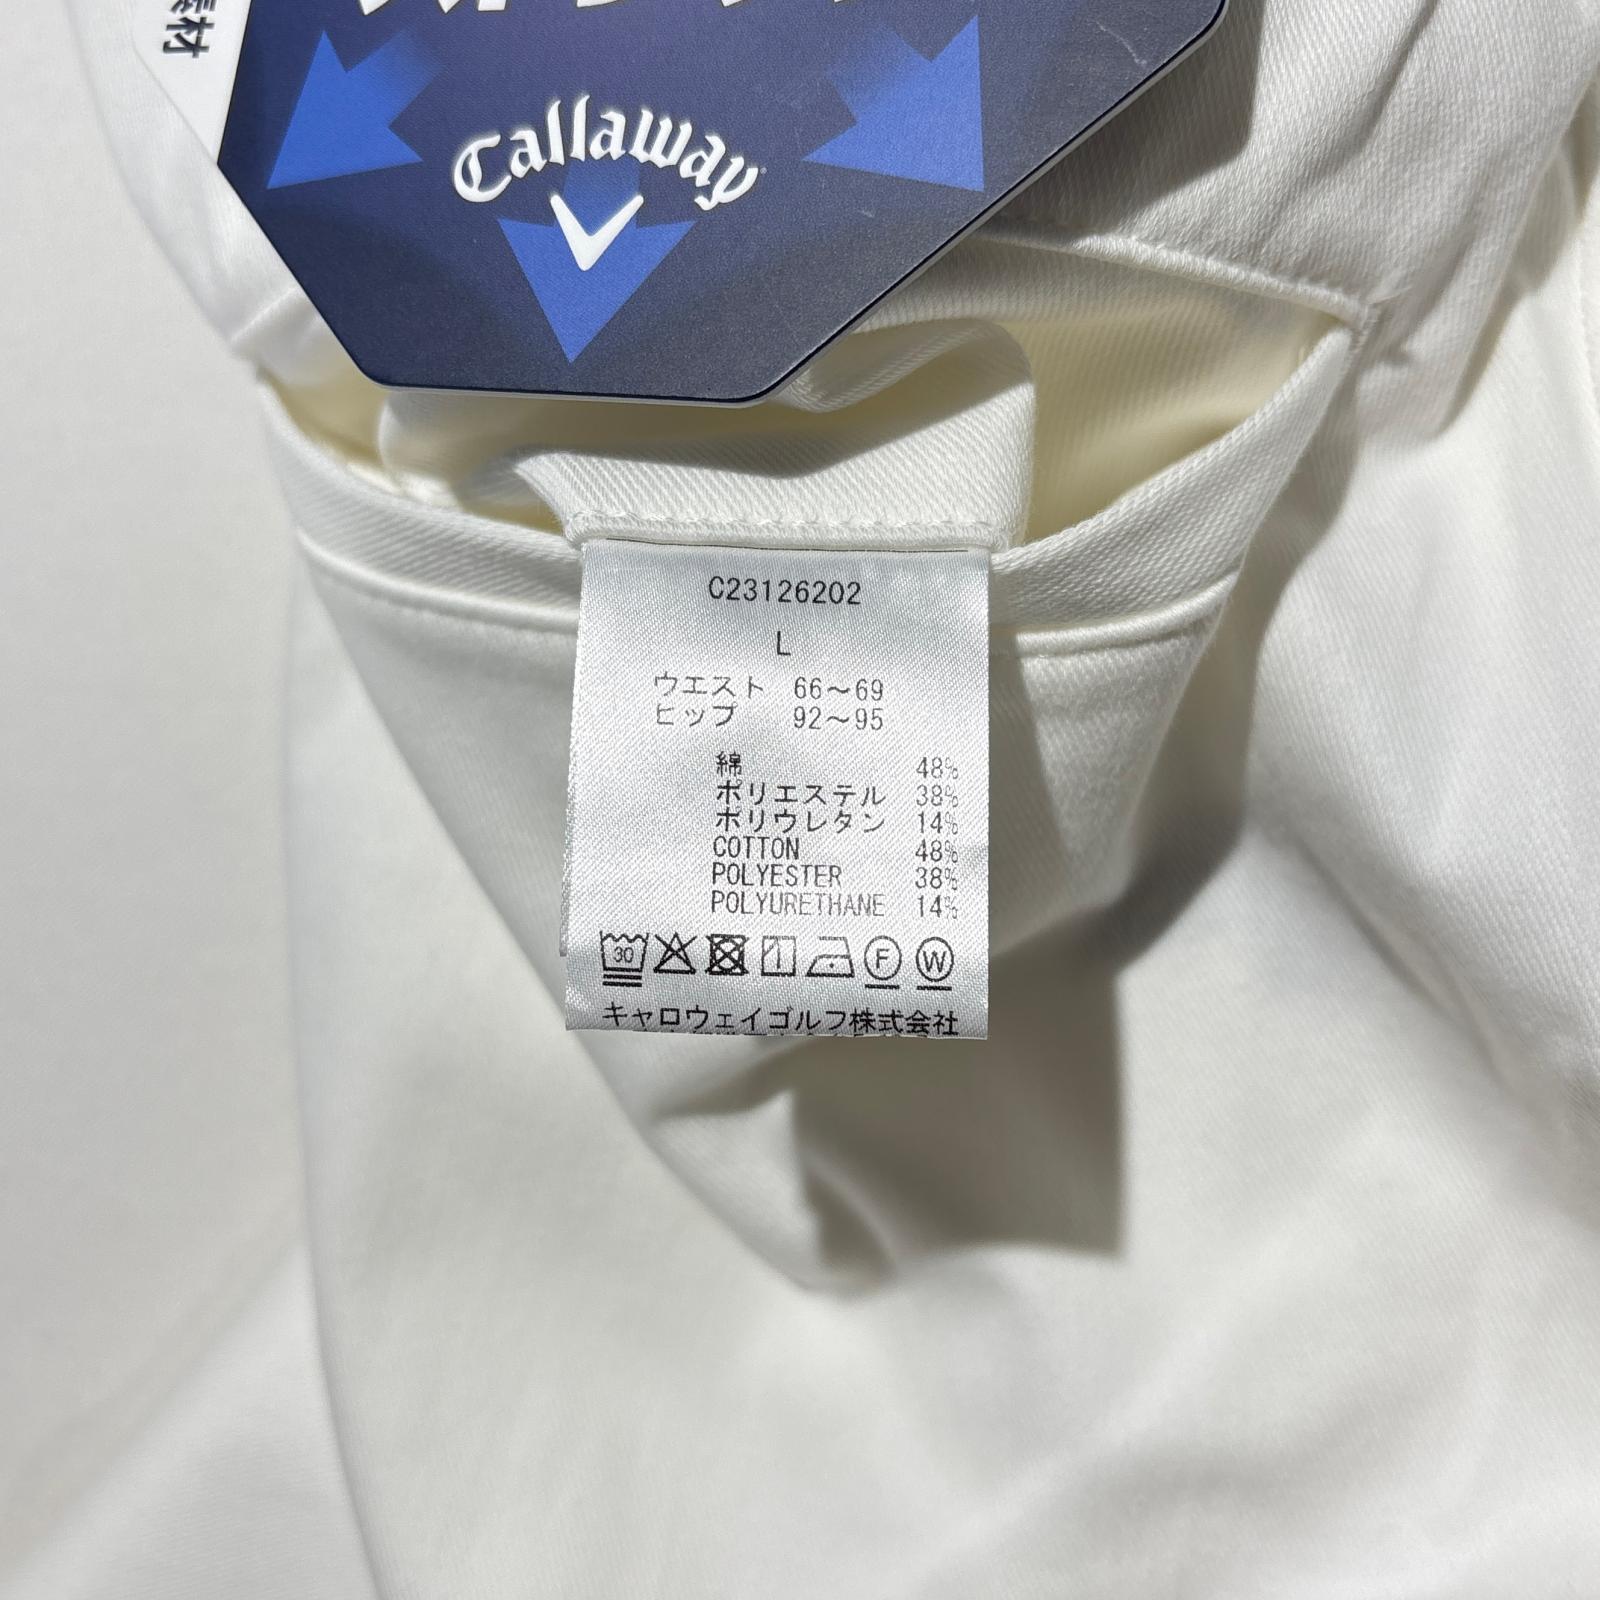 Callaway
C23126202
L
ウエスト 66～69
ヒップ 92～95
綿 48%
ポリエステル 38%
ポリウレタン 14%
COTTON 48%
POLYESTER 38%
POLYURETHANE 14%
30 F W
キャロウェイゴルフ株式会社